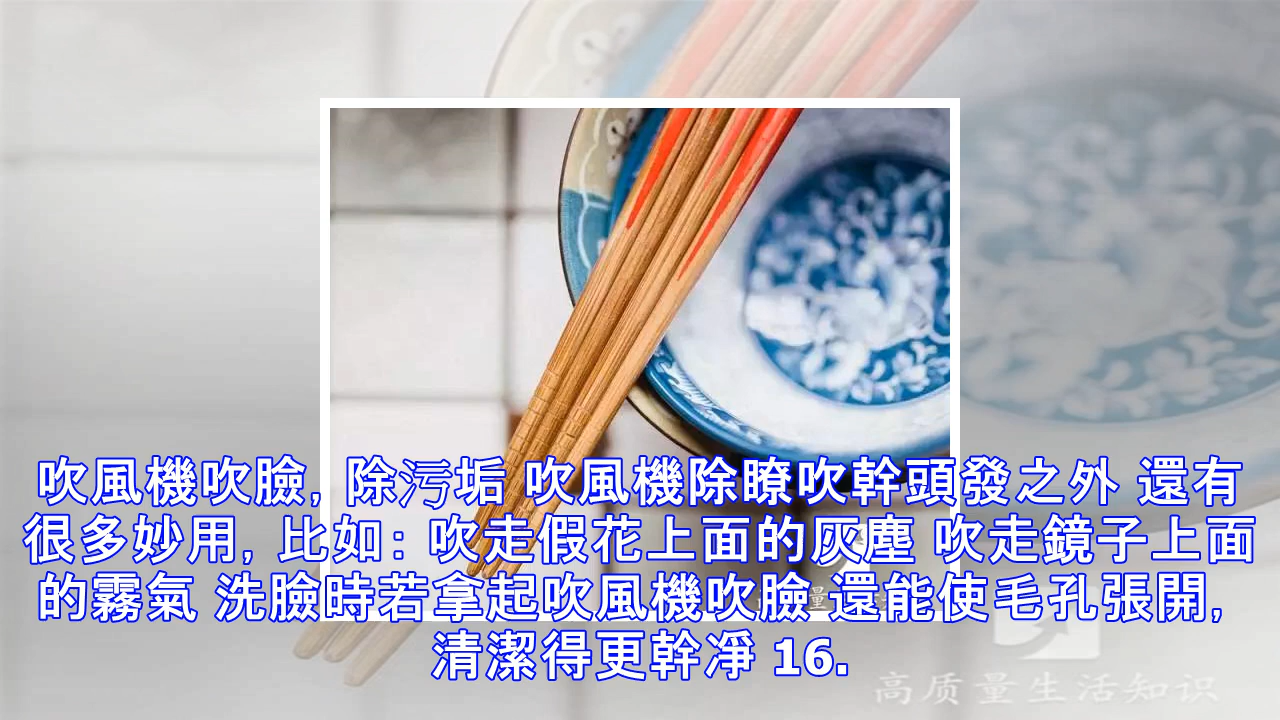 吹風機吹臉, 除污垢 吹風機除瞭吹幹頭發之外 還有
很多妙用, 比如: 吹走假花上面的灰塵 吹走鏡子上面
的霧氣 洗臉時若拿起吹風機吹臉 還能使毛孔張開,
清潔得更幹凈 16.
高质量生活知识